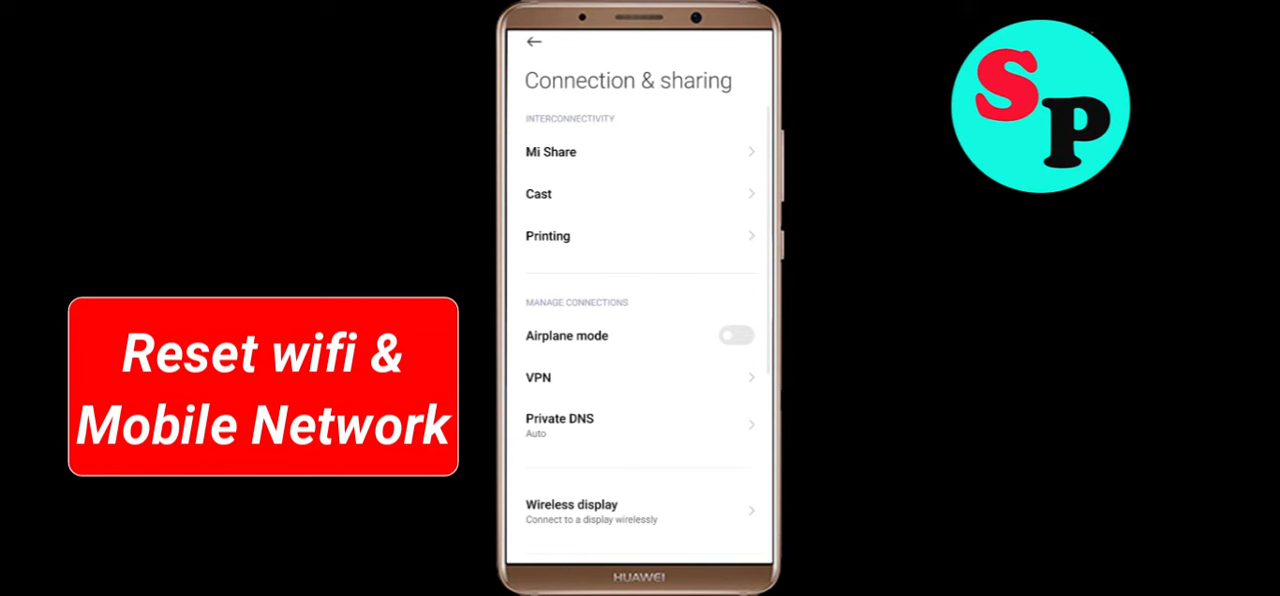 Connection & sharing
INTERCONNECTIVITY
Mi Share
Cast
Printing
MANAGE CONNECTIONS
Airplane mode
VPN
Private DNS
Auto
Wireless display
Connect to a display wirelessly
HUAWEI
Reset wifi &
Mobile Network
SP